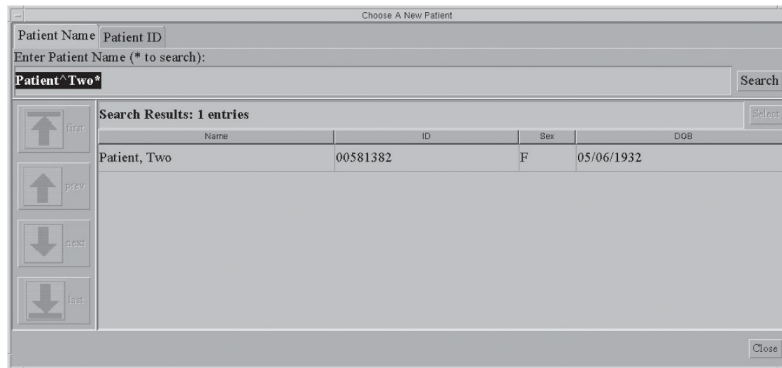 Choose A New Patient
Patient Name Patient ID
Enter Patient Name (* to search):
Patient^Two*
Search
Search Results: 1 entries
Select
first
Name ID Sex DOB
Patient, Two 00581382 F 05/06/1932
prev
next
last
Close